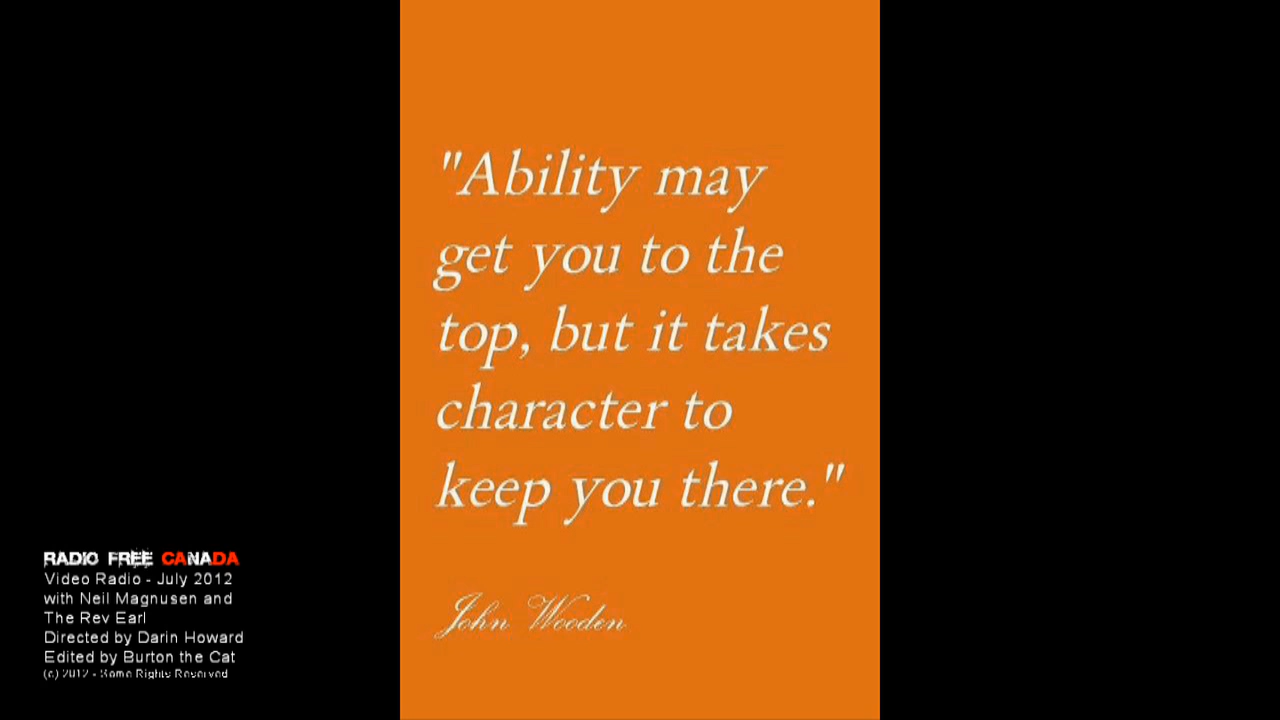 "Ability may
get you to the
top, but it takes
character to
keep you there."
John Wooden
RADIO FREE CANADA
Video Radio - July 2012
with Neil Magnusen and
The Rev Earl
Directed by Darin Howard
Edited by Burton the Cat
(c) 2012 - Some Rights Reserved